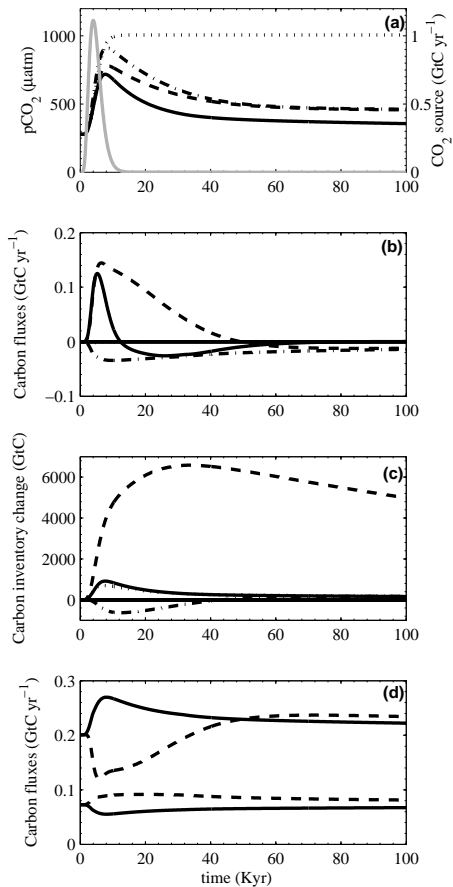 (a)
1000
500
0
pCO2 (μatm)
1
0.5
0
CO2 source (GtC yr−1)
0 20 40 60 80 100
(b)
0.2
0.1
0
−0.1
Carbon fluxes (GtC yr−1)
0 20 40 60 80 100
(c)
6000
4000
2000
0
Carbon inventory change (GtC)
0 20 40 60 80 100
(d)
0.3
0.2
0.1
0
Carbon fluxes (GtC yr−1)
0 20 40 60 80 100
time (Kyr)